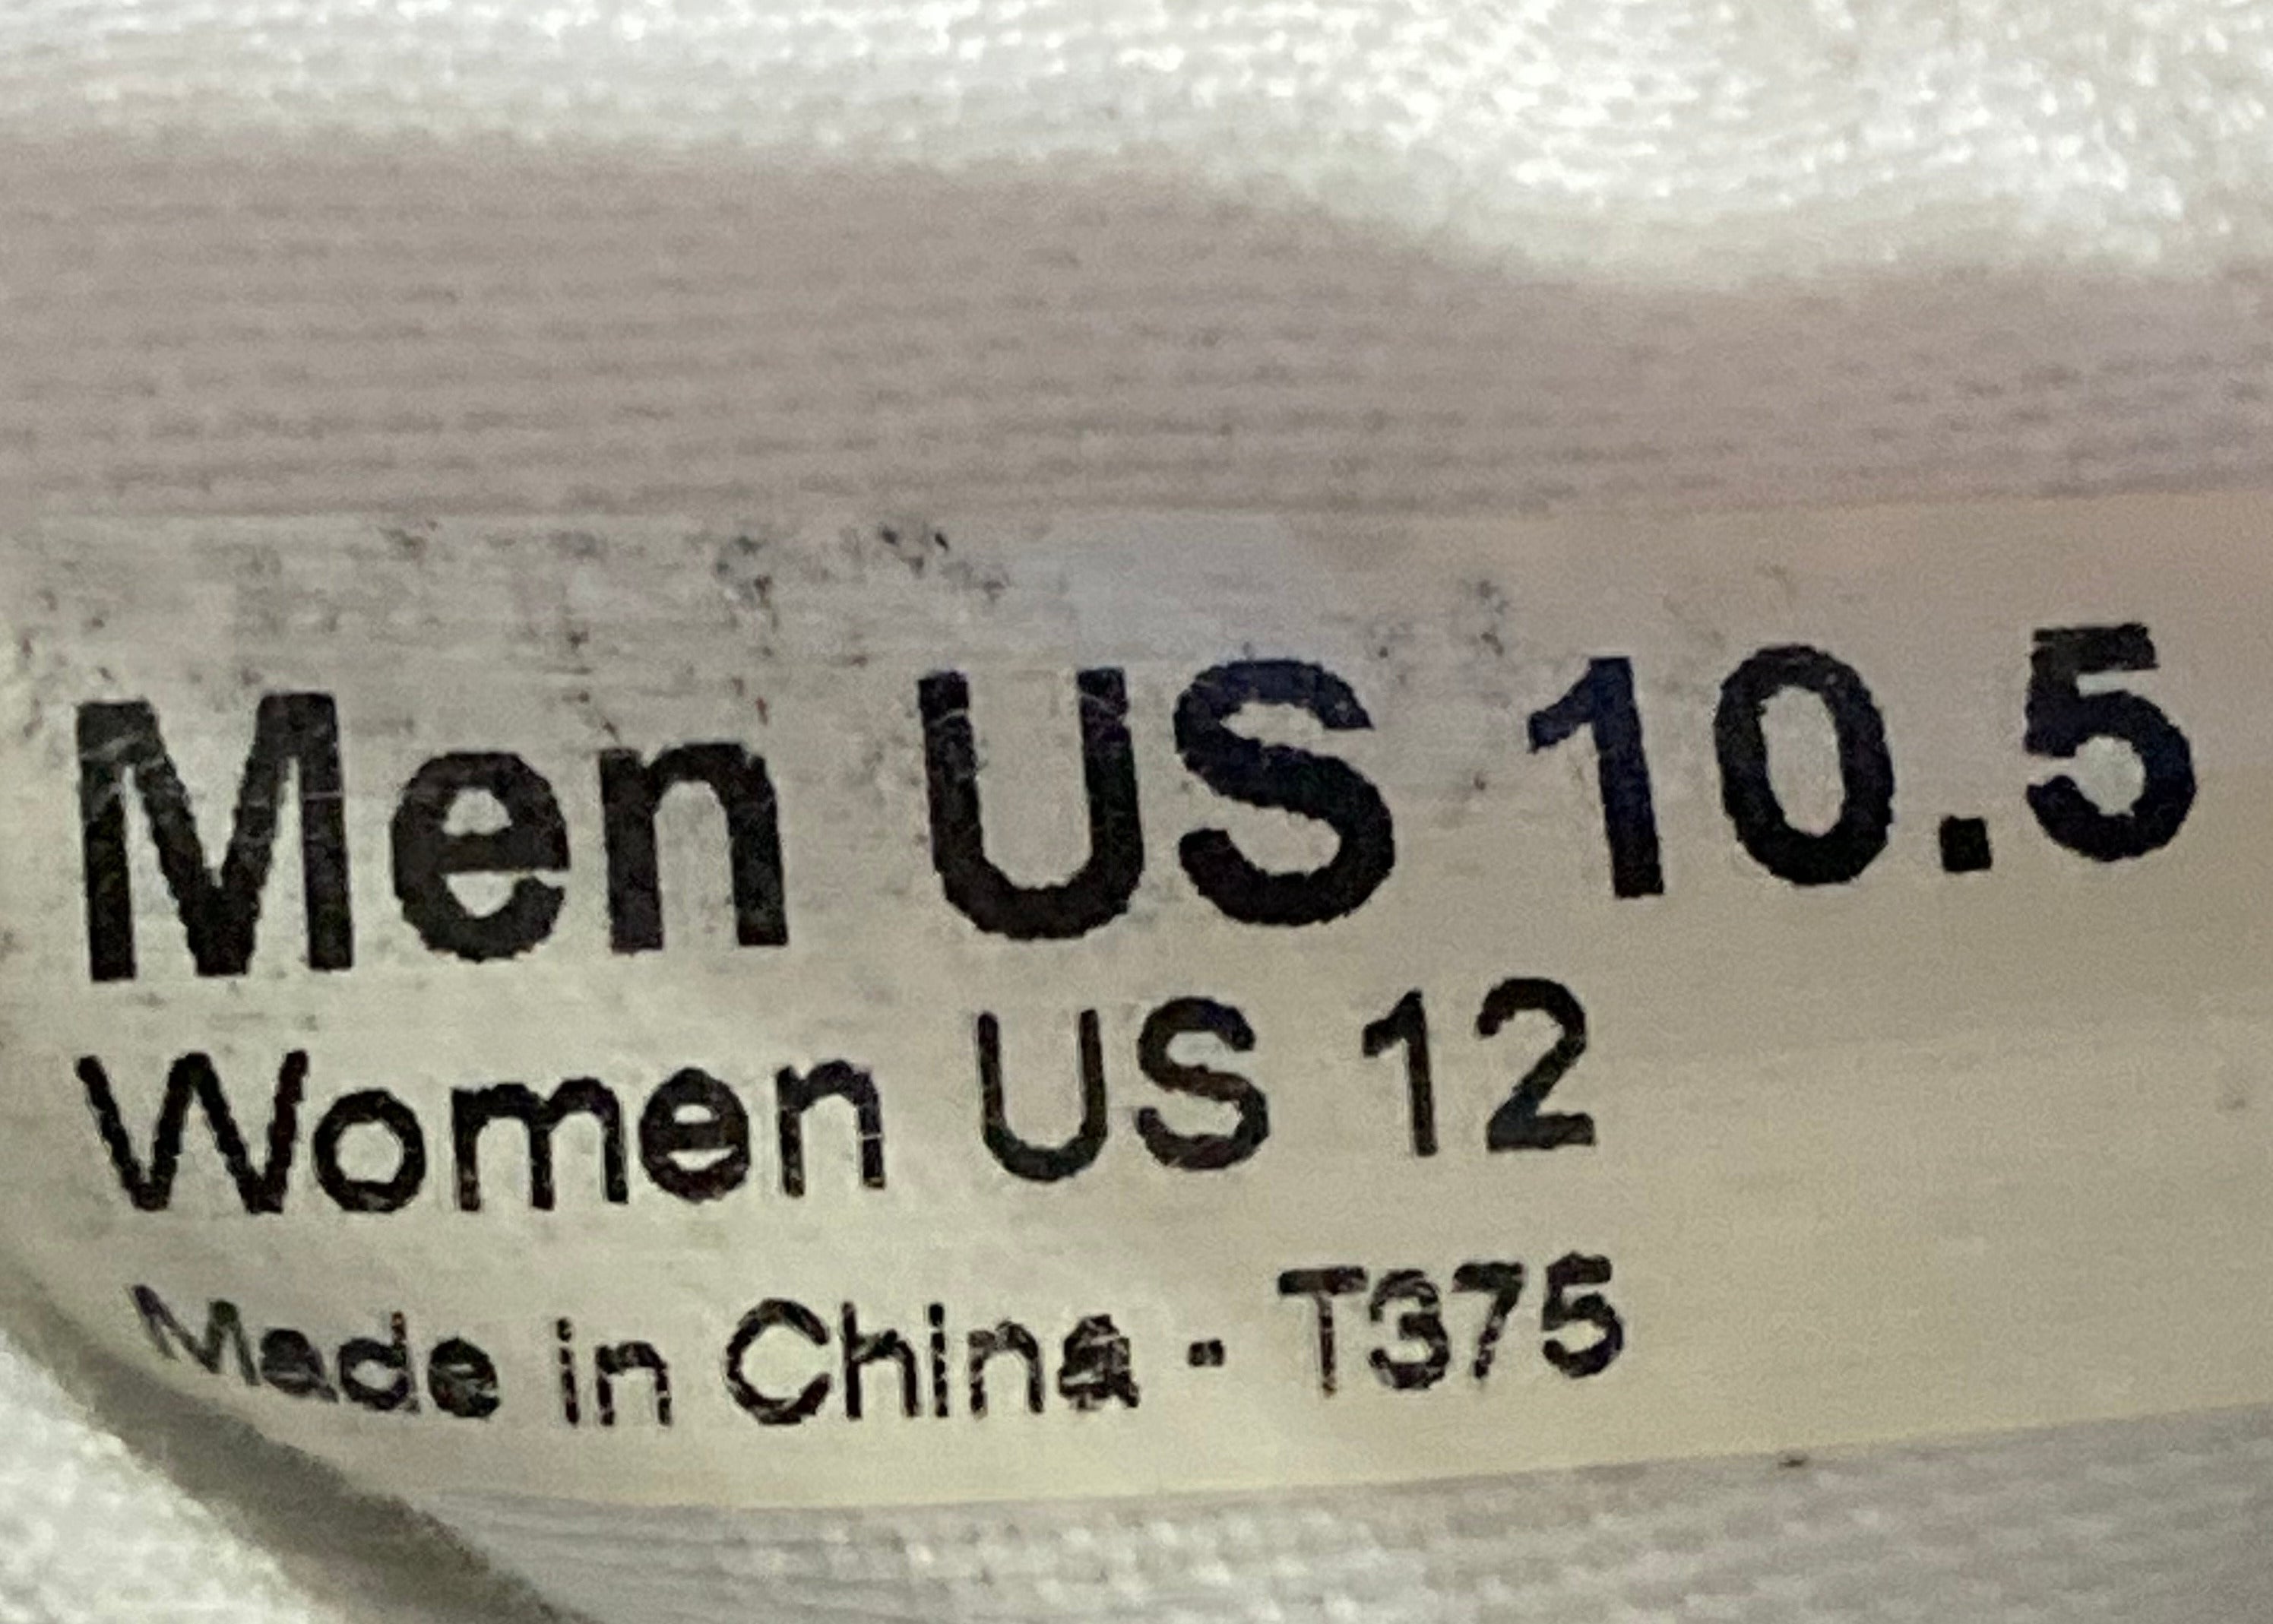 Men US 10.5
Women US 12
Made in China - T375